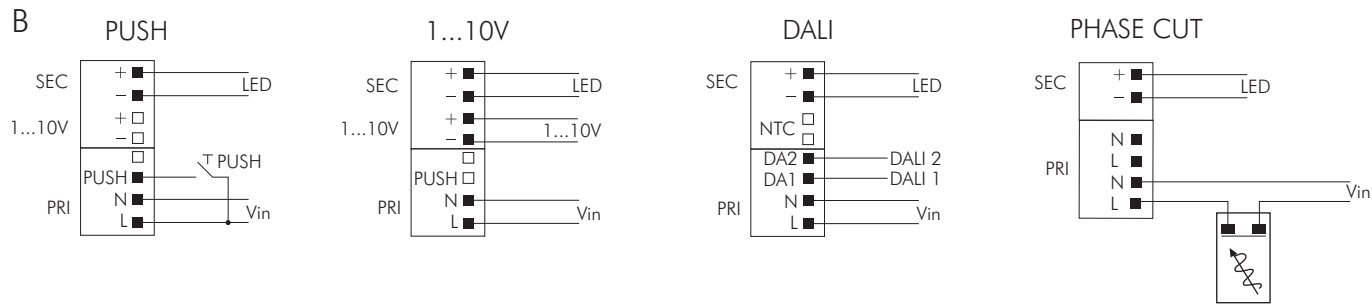 B
PUSH
SEC
+
LED
−
1...10V
+
−
T PUSH
PUSH
PRI
N
Vin
L
1...10V
SEC
+
LED
−
1...10V
+
1...10V
−
PUSH
PRI
N
Vin
L
DALI
SEC
+
LED
−
NTC
DA2
DALI 2
DA1
DALI 1
PRI
N
Vin
L
PHASE CUT
SEC
+
LED
−
N
PRI
L
N
Vin
L